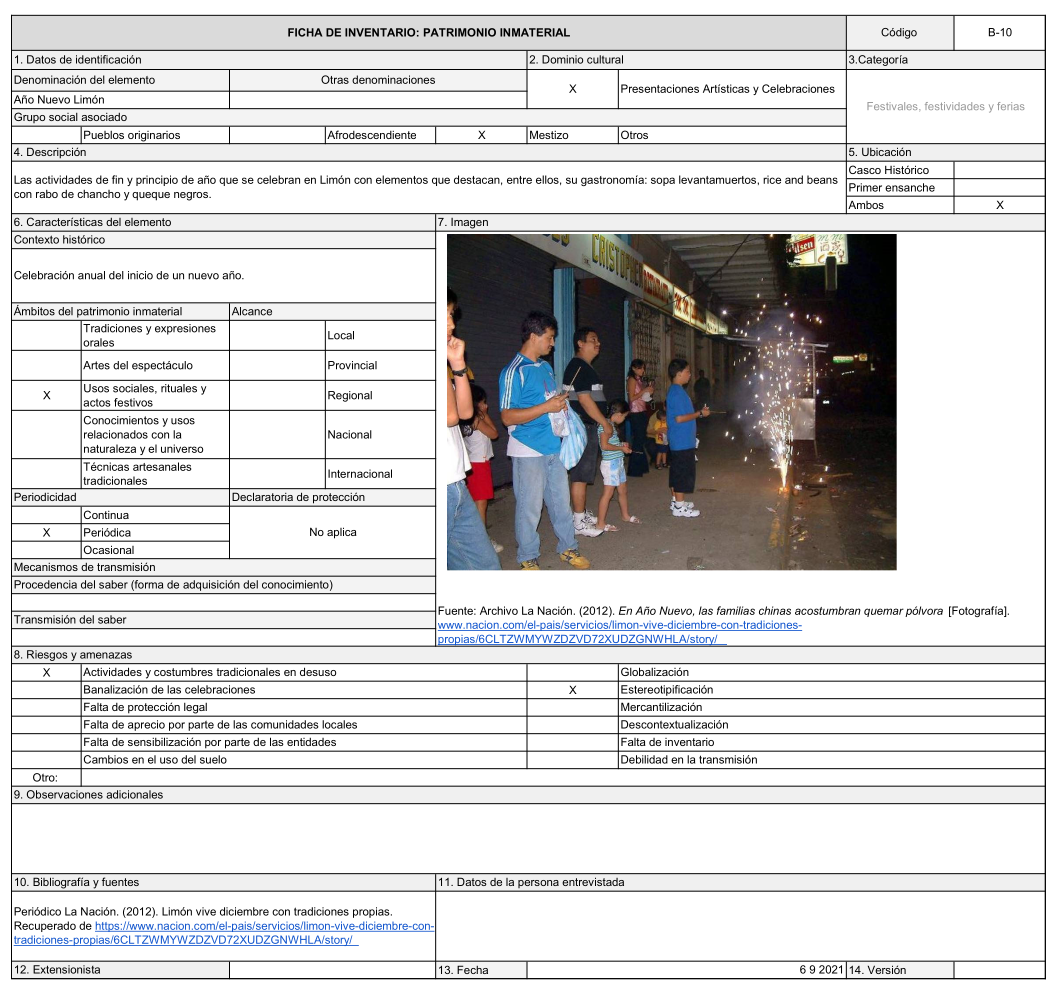 FICHA DE INVENTARIO: PATRIMONIO INMATERIAL Código B-10
1. Datos de identificación 2. Dominio cultural 3.Categoría
Denominación del elemento Otras denominaciones
X Presentaciones Artísticas y Celebraciones
Año Nuevo Limón
Festivales, festividades y ferias
Grupo social asociado
Pueblos originarios Afrodescendiente X Mestizo Otros
4. Descripción 5. Ubicación
Las actividades de fin y principio de año que se celebran en Limón con elementos que destacan, entre ellos, su gastronomía: sopa levantamuertos, rice and beans
con rabo de chancho y queque negros.
Casco Histórico
Primer ensanche
Ambos X
6. Características del elemento 7. Imagen
Contexto histórico
Celebración anual del inicio de un nuevo año.
Ámbitos del patrimonio inmaterial Alcance
Tradiciones y expresiones
orales
Local
Artes del espectáculo Provincial
X Usos sociales, rituales y
actos festivos
Regional
Conocimientos y usos
relacionados con la
naturaleza y el universo
Nacional
Técnicas artesanales
tradicionales
Internacional
Periodicidad Declaratoria de protección
Continua
X Periódica No aplica
Ocasional
Mecanismos de transmisión
Procedencia del saber (forma de adquisición del conocimiento)
Transmisión del saber
CRISTOPHER
Fuente: Archivo La Nación. (2012). En Año Nuevo, las familias chinas acostumbran quemar pólvora [Fotografía].
www.nacion.com/el-pais/servicios/limon-vive-diciembre-con-tradiciones-
propias/6CLTZWMYWZDZVD72XUDZGNWHLA/story/
8. Riesgos y amenazas
X Actividades y costumbres tradicionales en desuso Globalización
Banalización de las celebraciones X Estereotipificación
Falta de protección legal Mercantilización
Falta de aprecio por parte de las comunidades locales Descontextualización
Falta de sensibilización por parte de las entidades Falta de inventario
Cambios en el uso del suelo Debilidad en la transmisión
Otro:
9. Observaciones adicionales
10. Bibliografía y fuentes 11. Datos de la persona entrevistada
Periódico La Nación. (2012). Limón vive diciembre con tradiciones propias.
Recuperado de https://www.nacion.com/el-pais/servicios/limon-vive-diciembre-con-
tradiciones-propias/6CLTZWMYWZDZVD72XUDZGNWHLA/story/
12. Extensionista 13. Fecha 6 9 2021 14. Versión